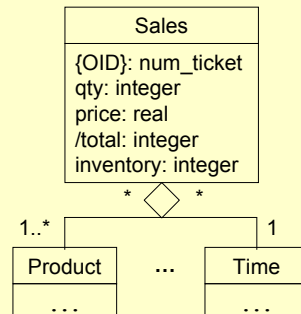 Sales
{OID}: num_ticket
qty: integer
price: real
/total: integer
inventory: integer
* *
1..* 1
Product ... Time
... ...